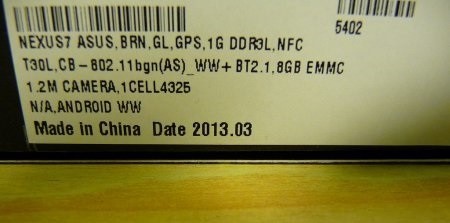 5402
NEXUS7 ASUS,BRN,GL,GPS,1G DDR3L,NFC
T30L,CB-802.11bgn(AS)_WW+BT2.1,8GB EMMC
1.2M CAMERA,1CELL4325
N/A,ANDROID WW
Made in China Date 2013.03